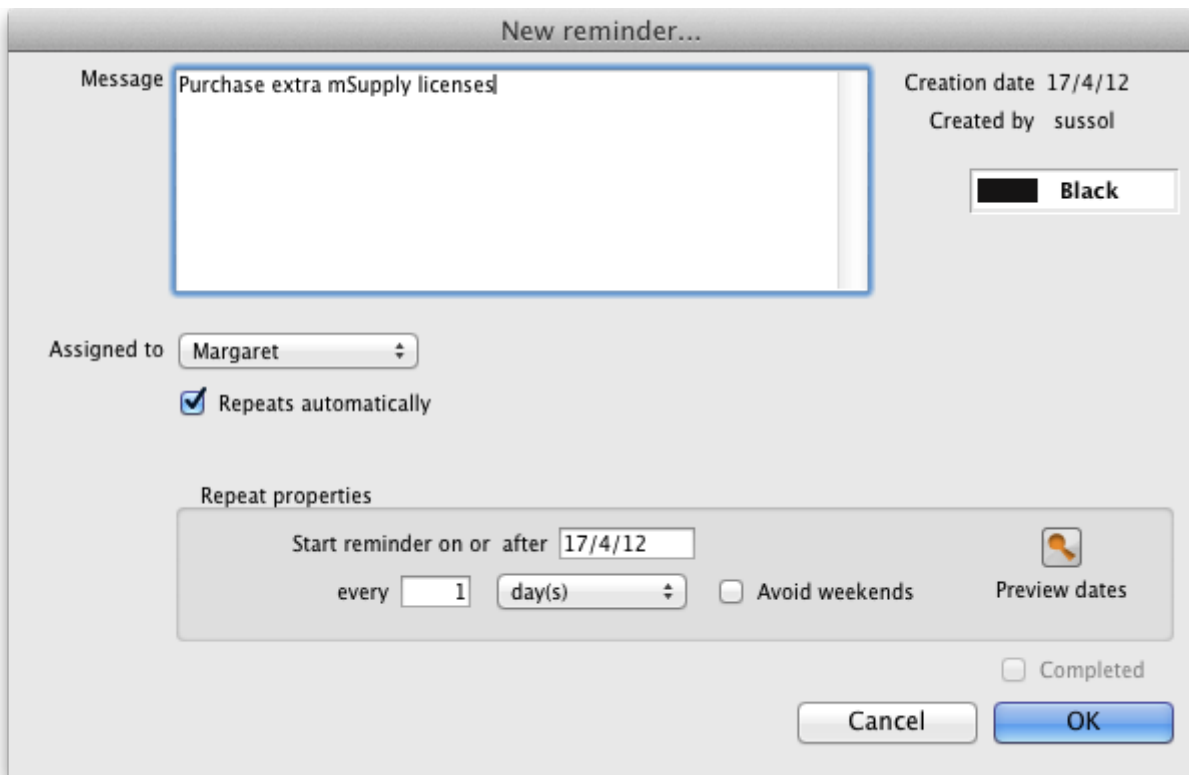 New reminder...
Message Purchase extra mSupply licenses Creation date 17/4/12
Created by sussol
Black
Assigned to Margaret
Repeats automatically
Repeat properties
Start reminder on or after 17/4/12
every 1 day(s) Avoid weekends Preview dates
Completed
Cancel OK